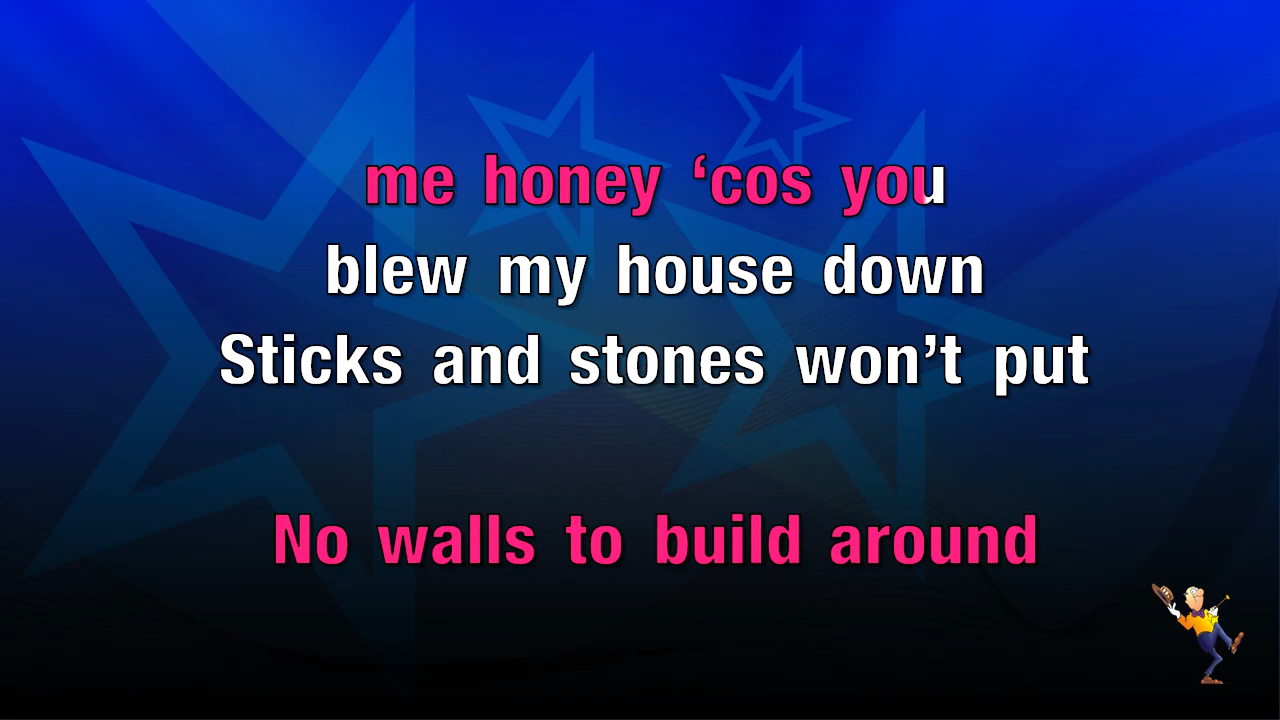 me honey ‘cos you
blew my house down
Sticks and stones won’t put
No walls to build around